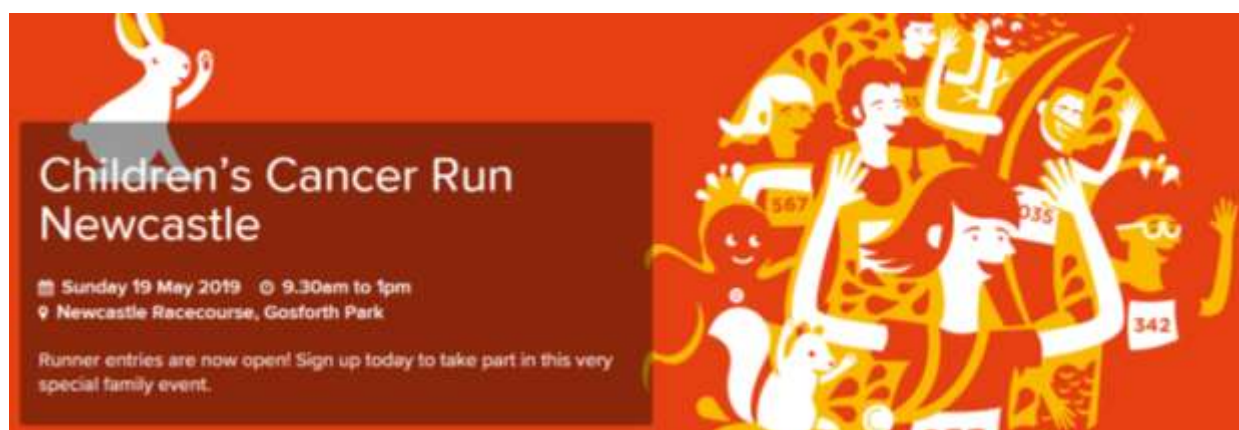 Children's Cancer Run
Newcastle
Sunday 19 May 2019 9.30am to 1pm
Newcastle Racecourse, Gosforth Park
Runner entries are now open! Sign up today to take part in this very
special family event.
567
035
342